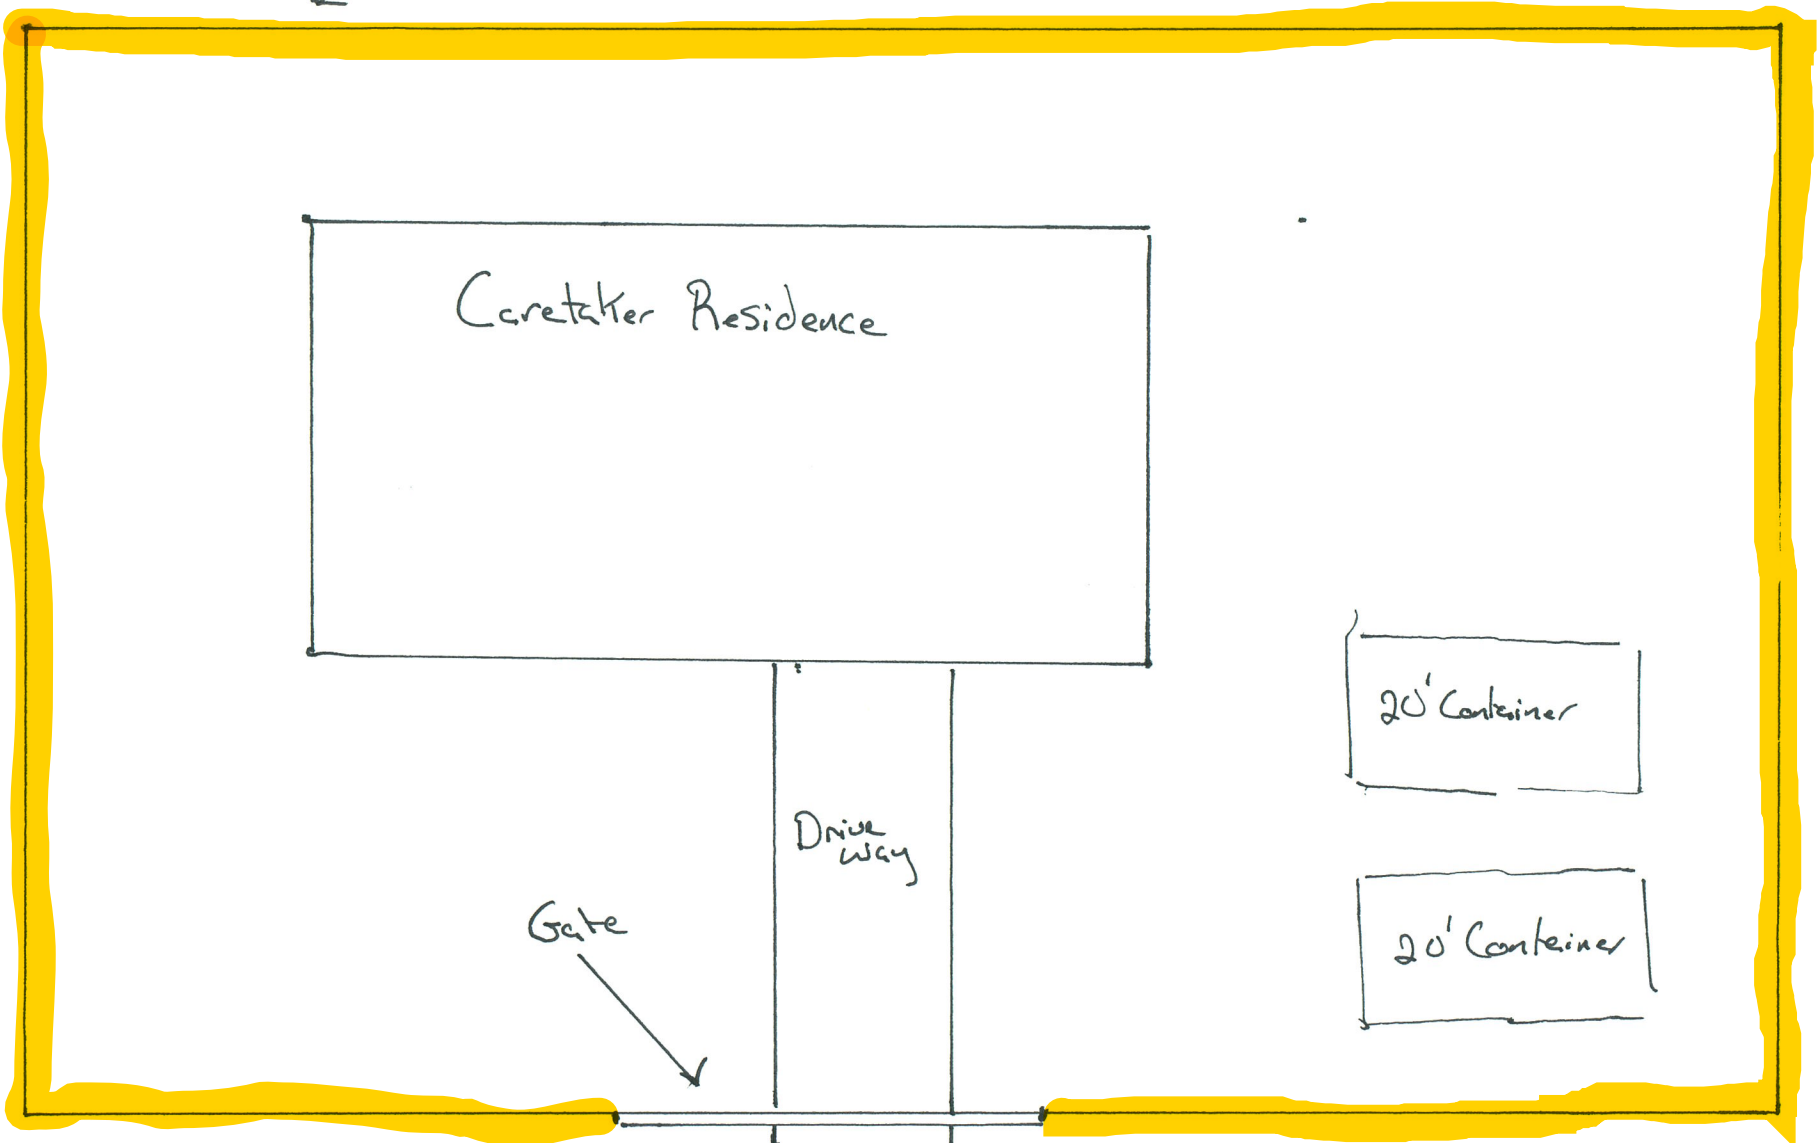 Caretaker Residence
20' Container
Drive
way
Gate
20' Container